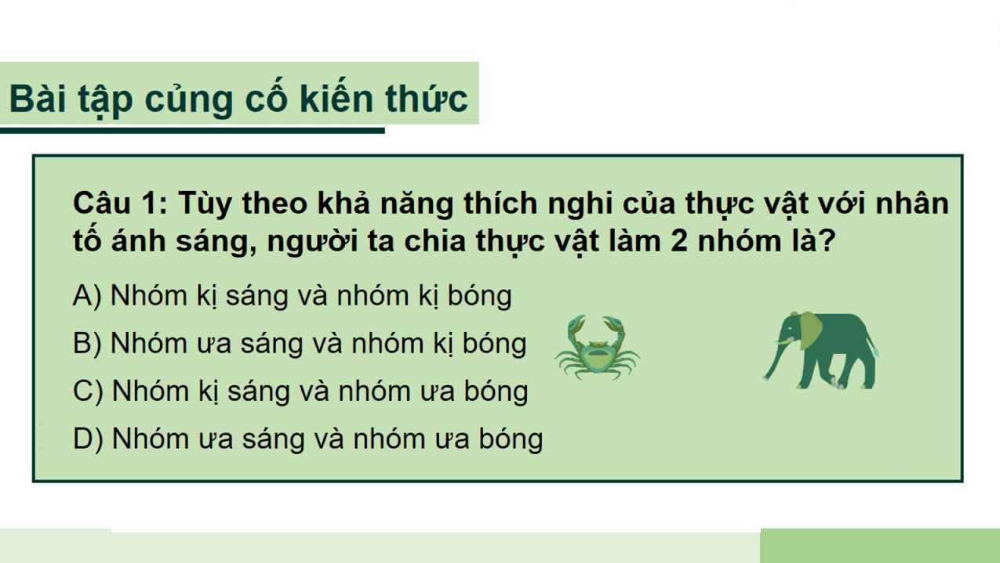 Bài tập củng cố kiến thức
Câu 1: Tùy theo khả năng thích nghi của thực vật với nhân
tố ánh sáng, người ta chia thực vật làm 2 nhóm là?
A) Nhóm kị sáng và nhóm kị bóng
B) Nhóm ưa sáng và nhóm kị bóng
C) Nhóm kị sáng và nhóm ưa bóng
D) Nhóm ưa sáng và nhóm ưa bóng